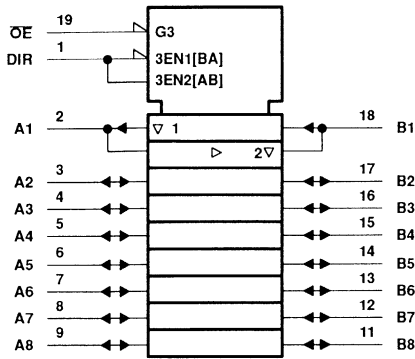 O̅E̅ 19 G3
DIR 1 3EN1[BA]
3EN2[AB]
A1 2 ▽ 1 18 B1
▷ 2▽
A2 3 17 B2
A3 4 16 B3
A4 5 15 B4
A5 6 14 B5
A6 7 13 B6
A7 8 12 B7
A8 9 11 B8